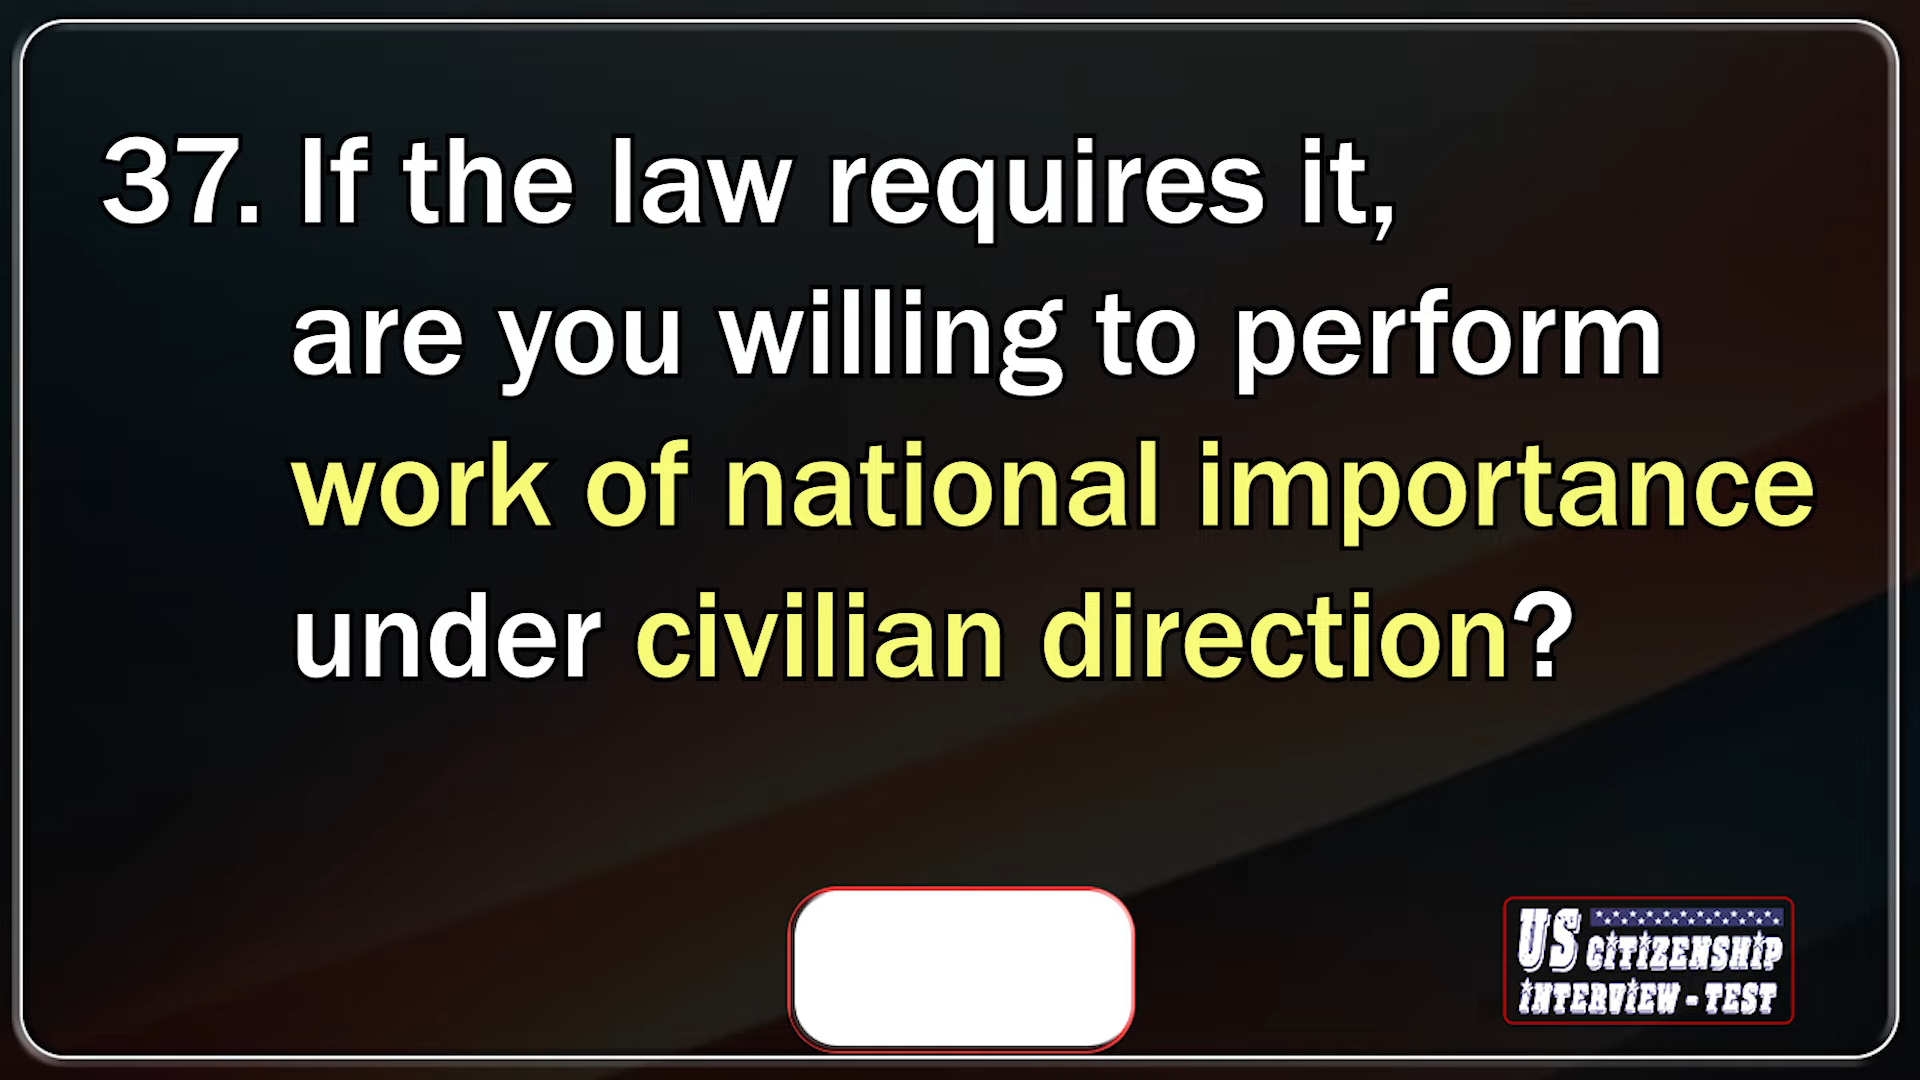 37. If the law requires it,
are you willing to perform
work of national importance
under civilian direction?
US CITIZENSHIP
INTERVIEW - TEST